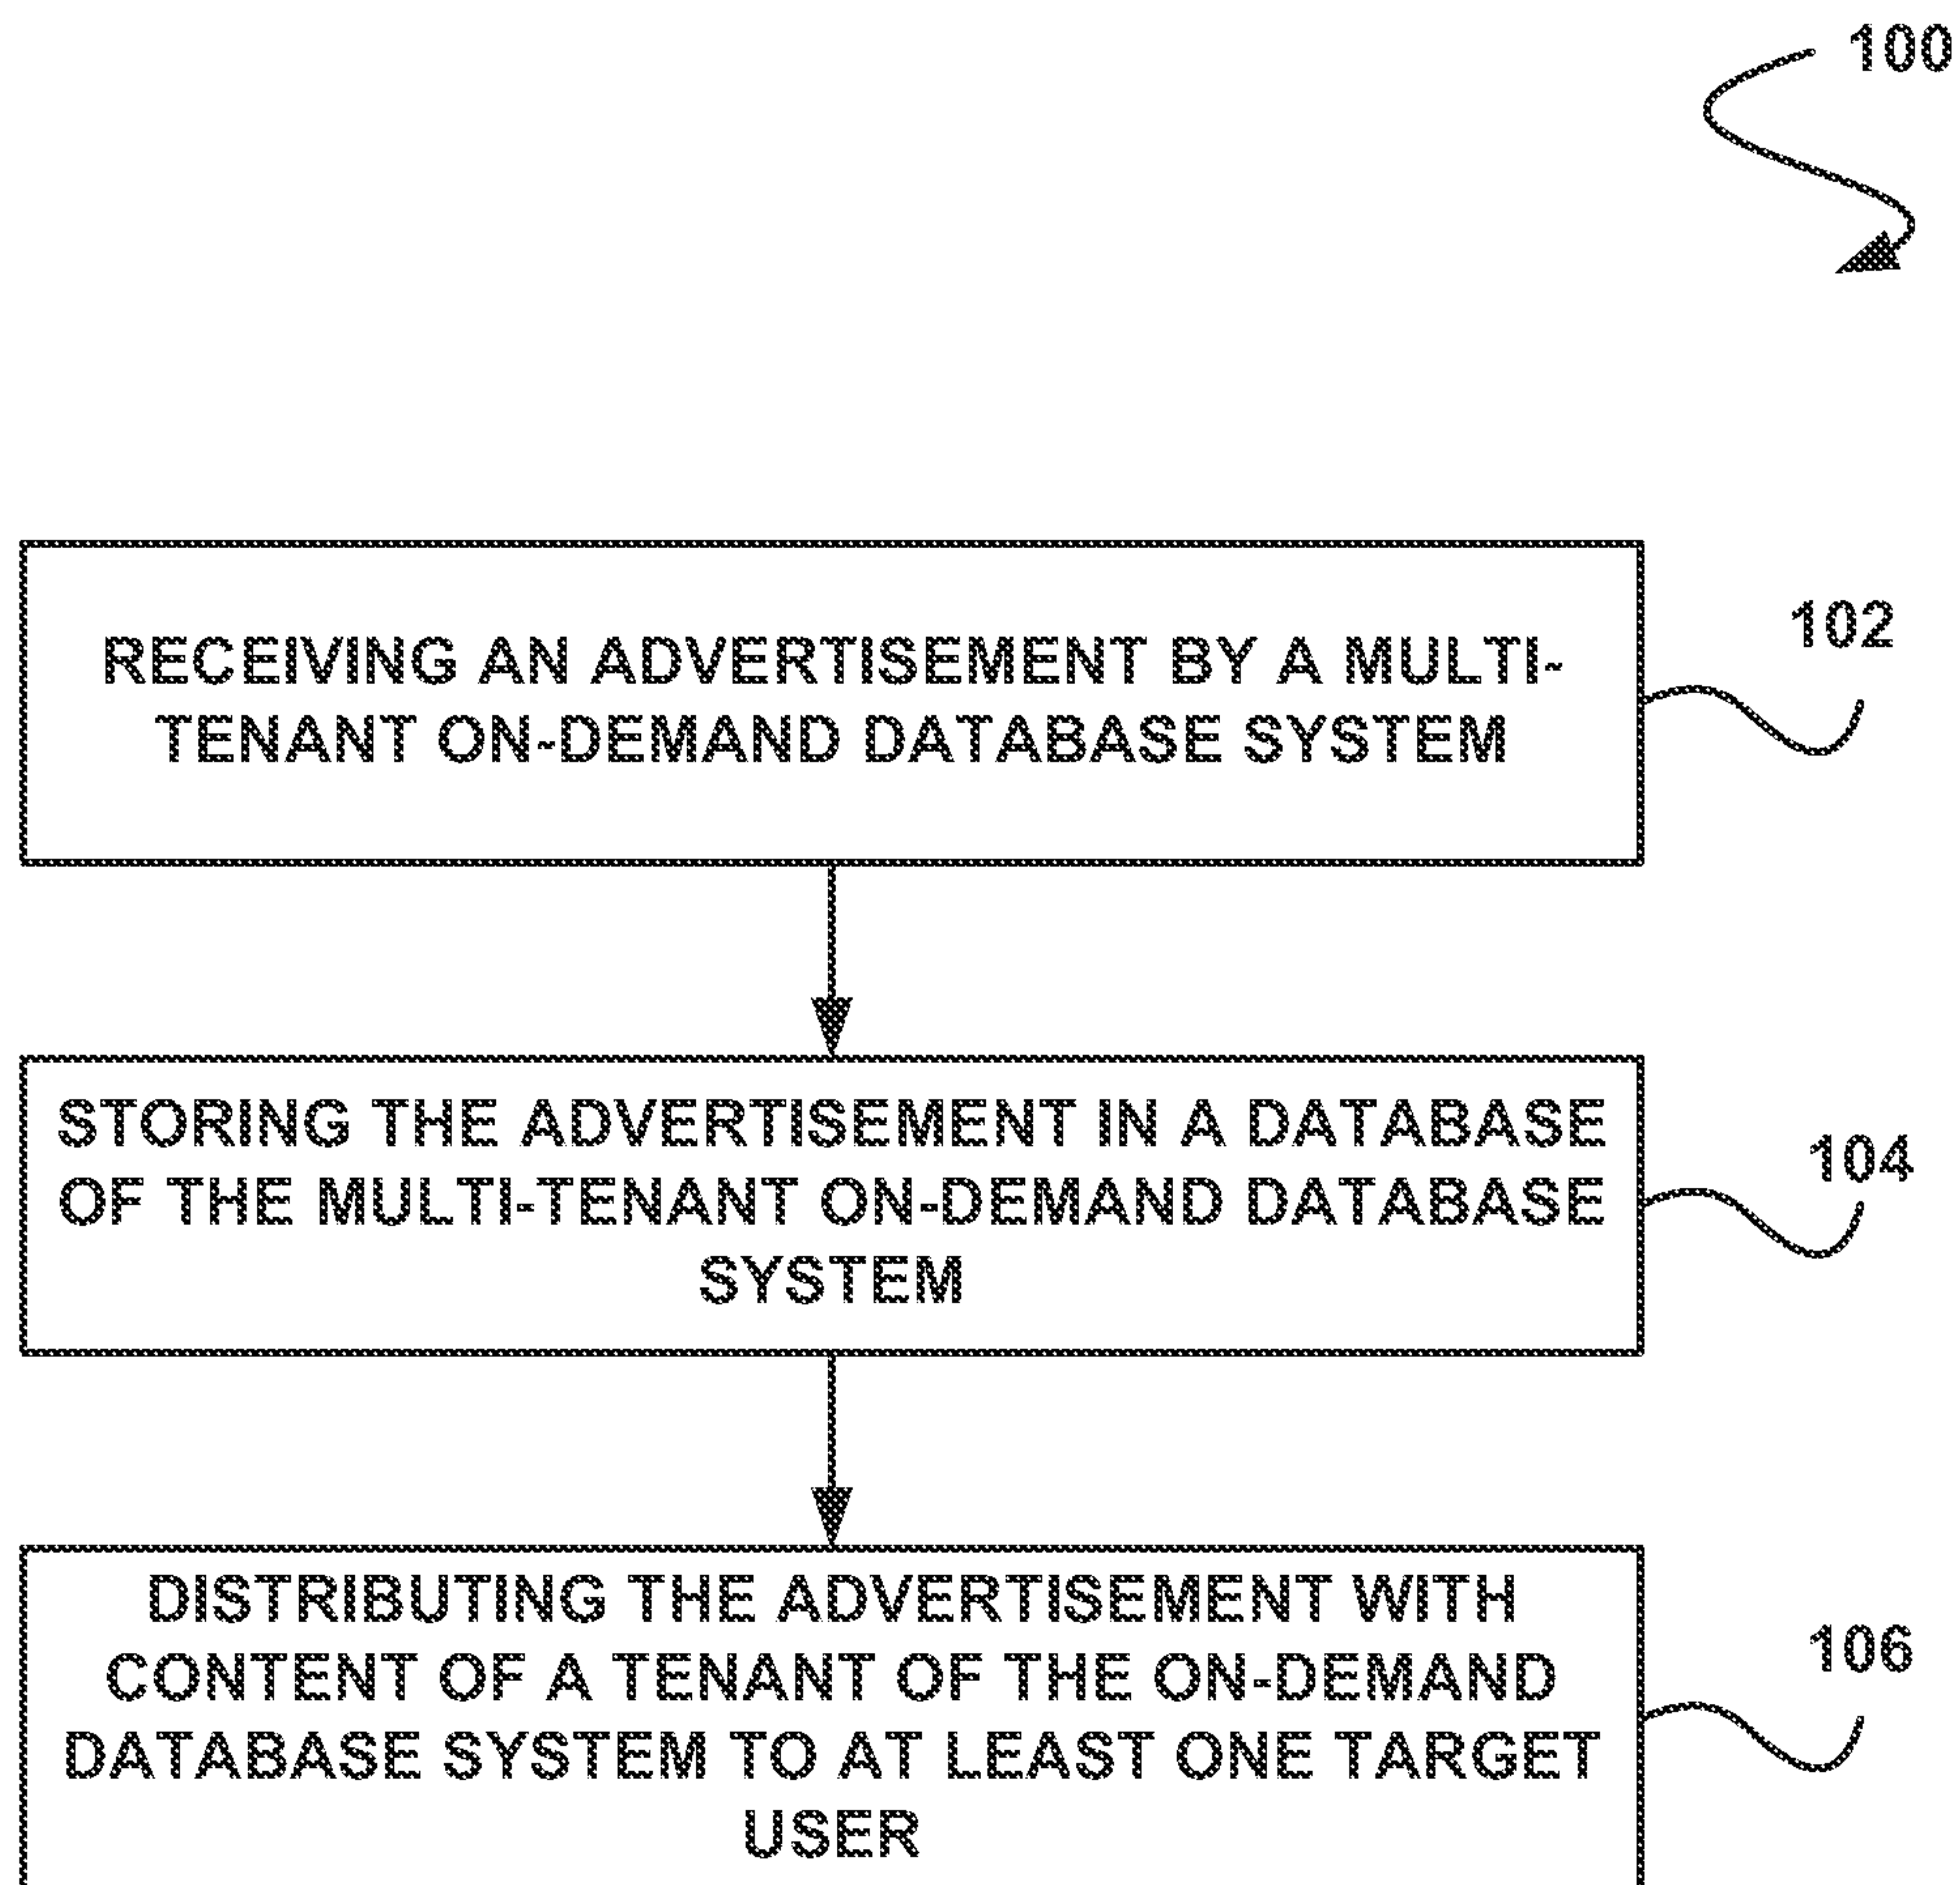 100
RECEIVING AN ADVERTISEMENT BY A MULTI-
TENANT ON-DEMAND DATABASE SYSTEM
102
STORING THE ADVERTISEMENT IN A DATABASE
OF THE MULTI-TENANT ON-DEMAND DATABASE
SYSTEM
104
DISTRIBUTING THE ADVERTISEMENT WITH
CONTENT OF A TENANT OF THE ON-DEMAND
DATABASE SYSTEM TO AT LEAST ONE TARGET
USER
106